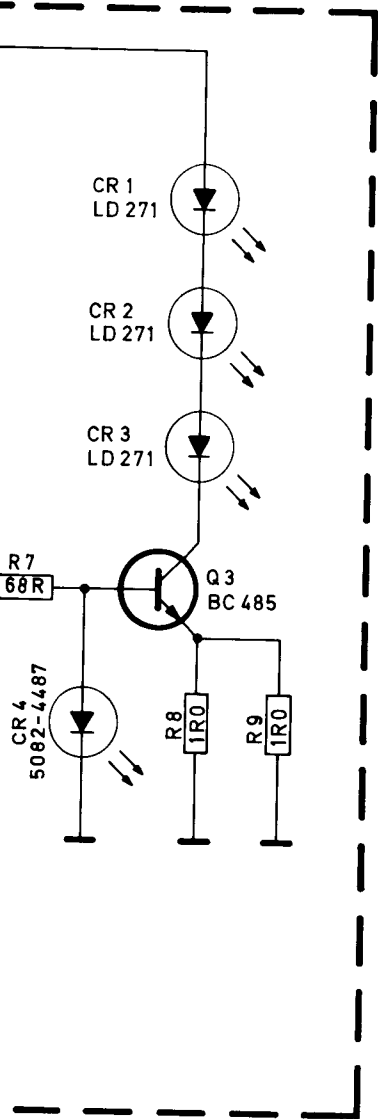 CR 1
LD 271
CR 2
LD 271
CR 3
LD 271
R7
68R
Q3
BC 485
CR 4
5082-4487
R8
1R0
R9
1R0